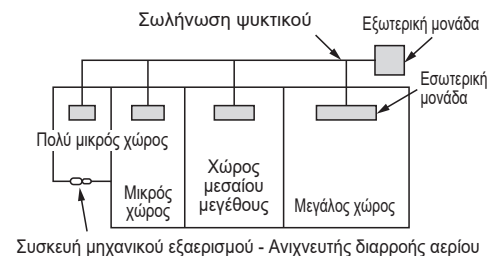 Σωλήνωση ψυκτικού
Εξωτερική μονάδα
Εσωτερική
μονάδα
Πολύ μικρός χώρος
Μικρός
χώρος
Χώρος
μεσαίου
μεγέθους
Μεγάλος χώρος
Συσκευή μηχανικού εξαερισμού - Ανιχνευτής διαρροής αερίου